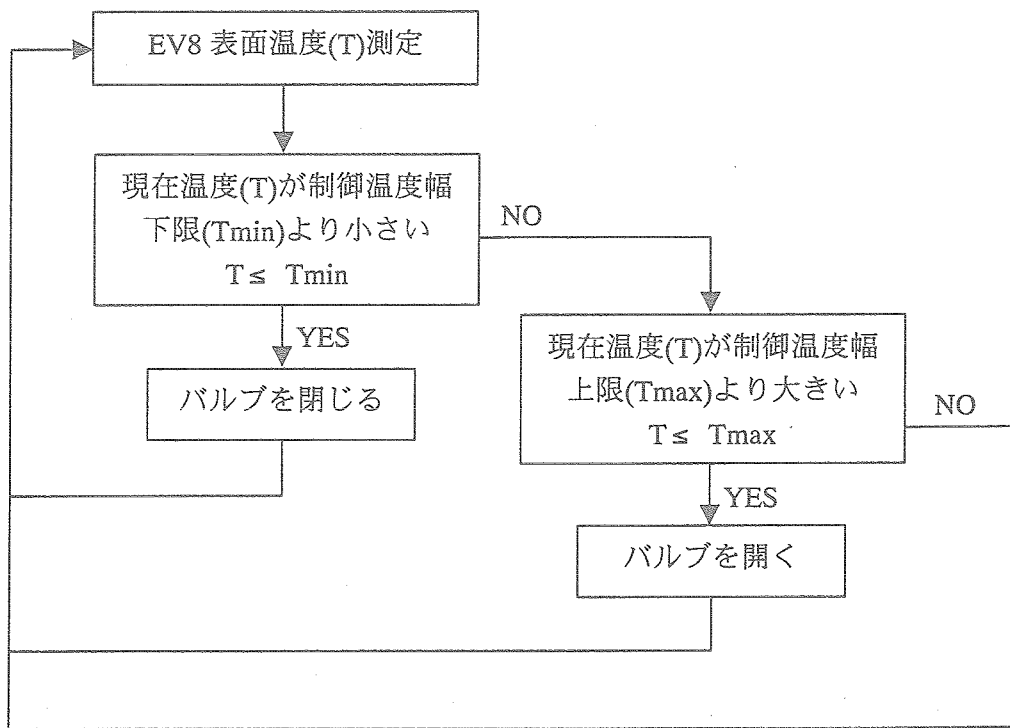 EV8 表面温度(T)測定
現在温度(T)が制御温度幅
下限(Tmin)より小さい
T ≤ Tmin
NO
YES
バルブを閉じる
現在温度(T)が制御温度幅
上限(Tmax)より大きい
T ≤ Tmax
NO
YES
バルブを開く